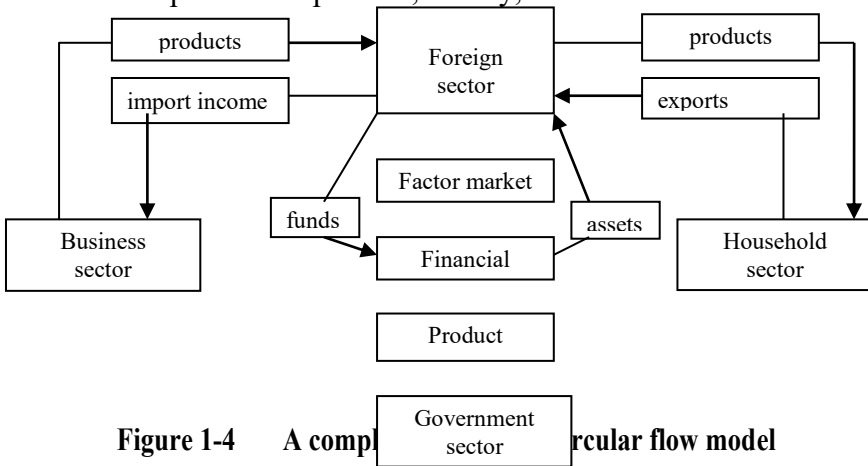 products
Foreign
sector
products
import income
exports
Factor market
funds
assets
Business
sector
Financial
Household
sector
Product
Government
sector
Figure 1-4 A compl rcular flow model